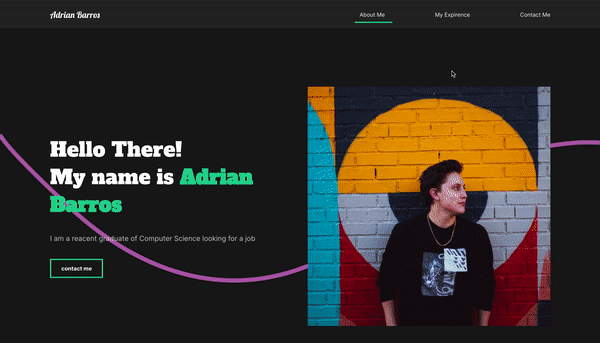 Adrian Barros
About Me
My Expirence
Contact Me
Hello There!
My name is Adrian
Barros
I am a reacent graduate of Computer Science looking for a job
contact me